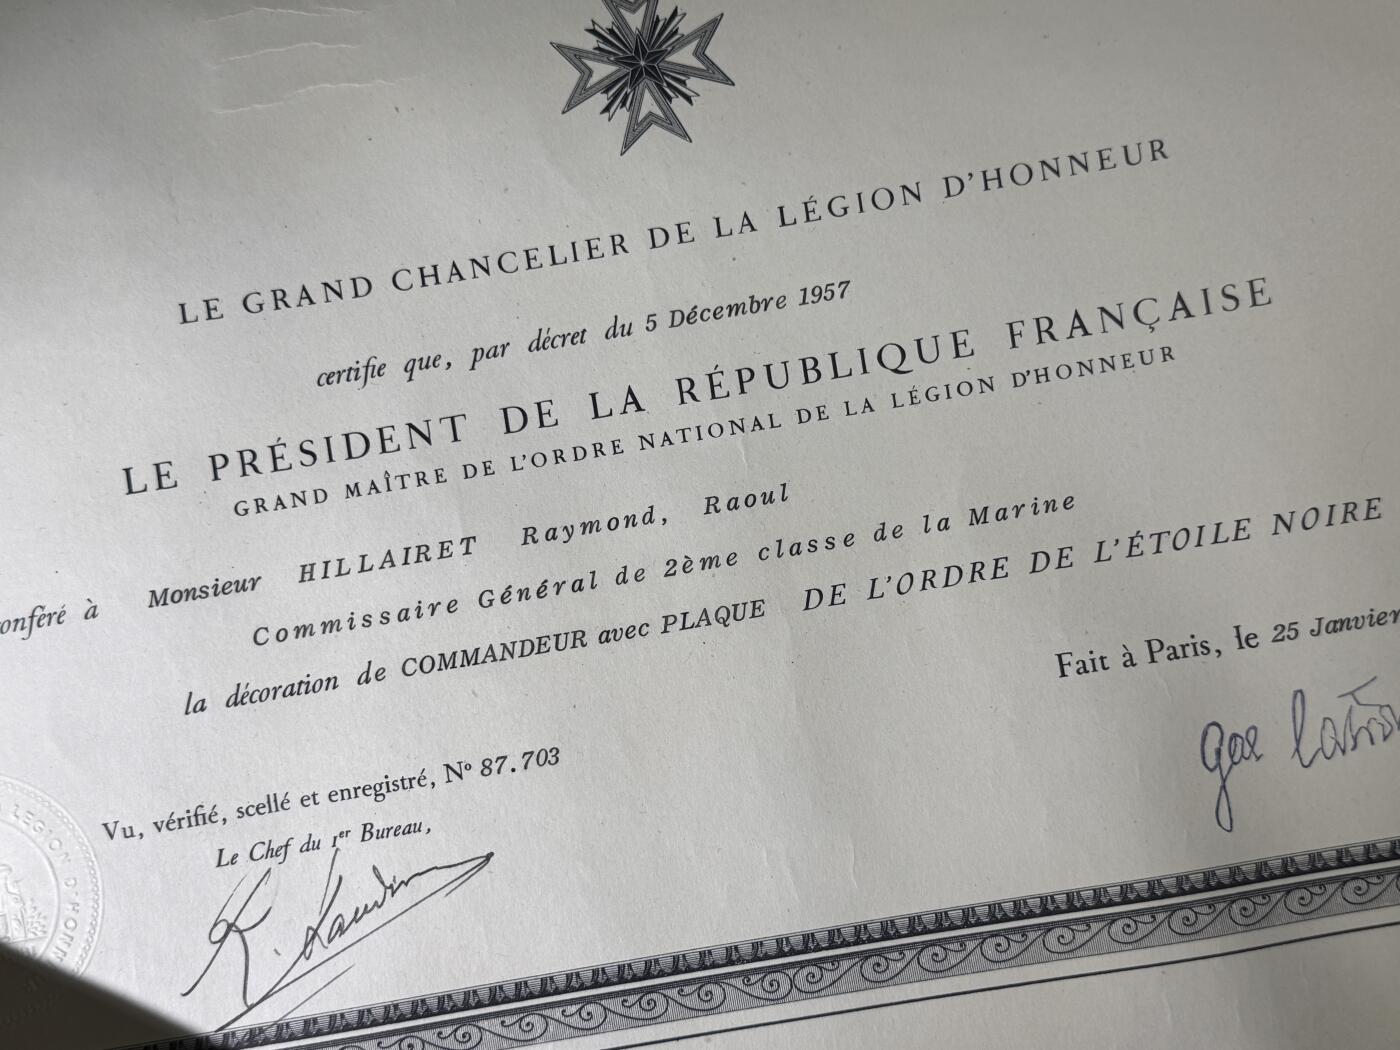 LE GRAND CHANCELIER DE LA LÉGION D'HONNEUR
certifie que, par décret du 5 Décembre 1957
LE PRÉSIDENT DE LA RÉPUBLIQUE FRANÇAISE
GRAND MAÎTRE DE L'ORDRE NATIONAL DE LA LÉGION D'HONNEUR
onféré à Monsieur HILLAIRET Raymond, Raoul
Commissaire Général de 2ème classe de la Marine
la décoration de COMMANDEUR avec PLAQUE DE L'ORDRE DE L'ÉTOILE NOIRE
Fait à Paris, le 25 Janvier
Vu, vérifié, scellé et enregistré, Nº 87.703
Le Chef du 1er Bureau,
LEGION D'HONN